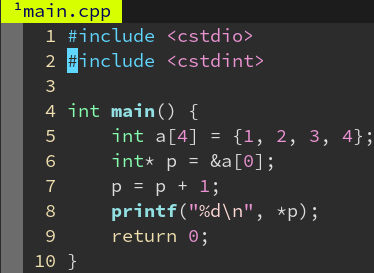 ¹main.cpp
1 #include <cstdio>
2 #include <cstdint>
3
4 int main() {
5     int a[4] = {1, 2, 3, 4};
6     int* p = &a[0];
7     p = p + 1;
8     printf("%d\n", *p);
9     return 0;
10 }